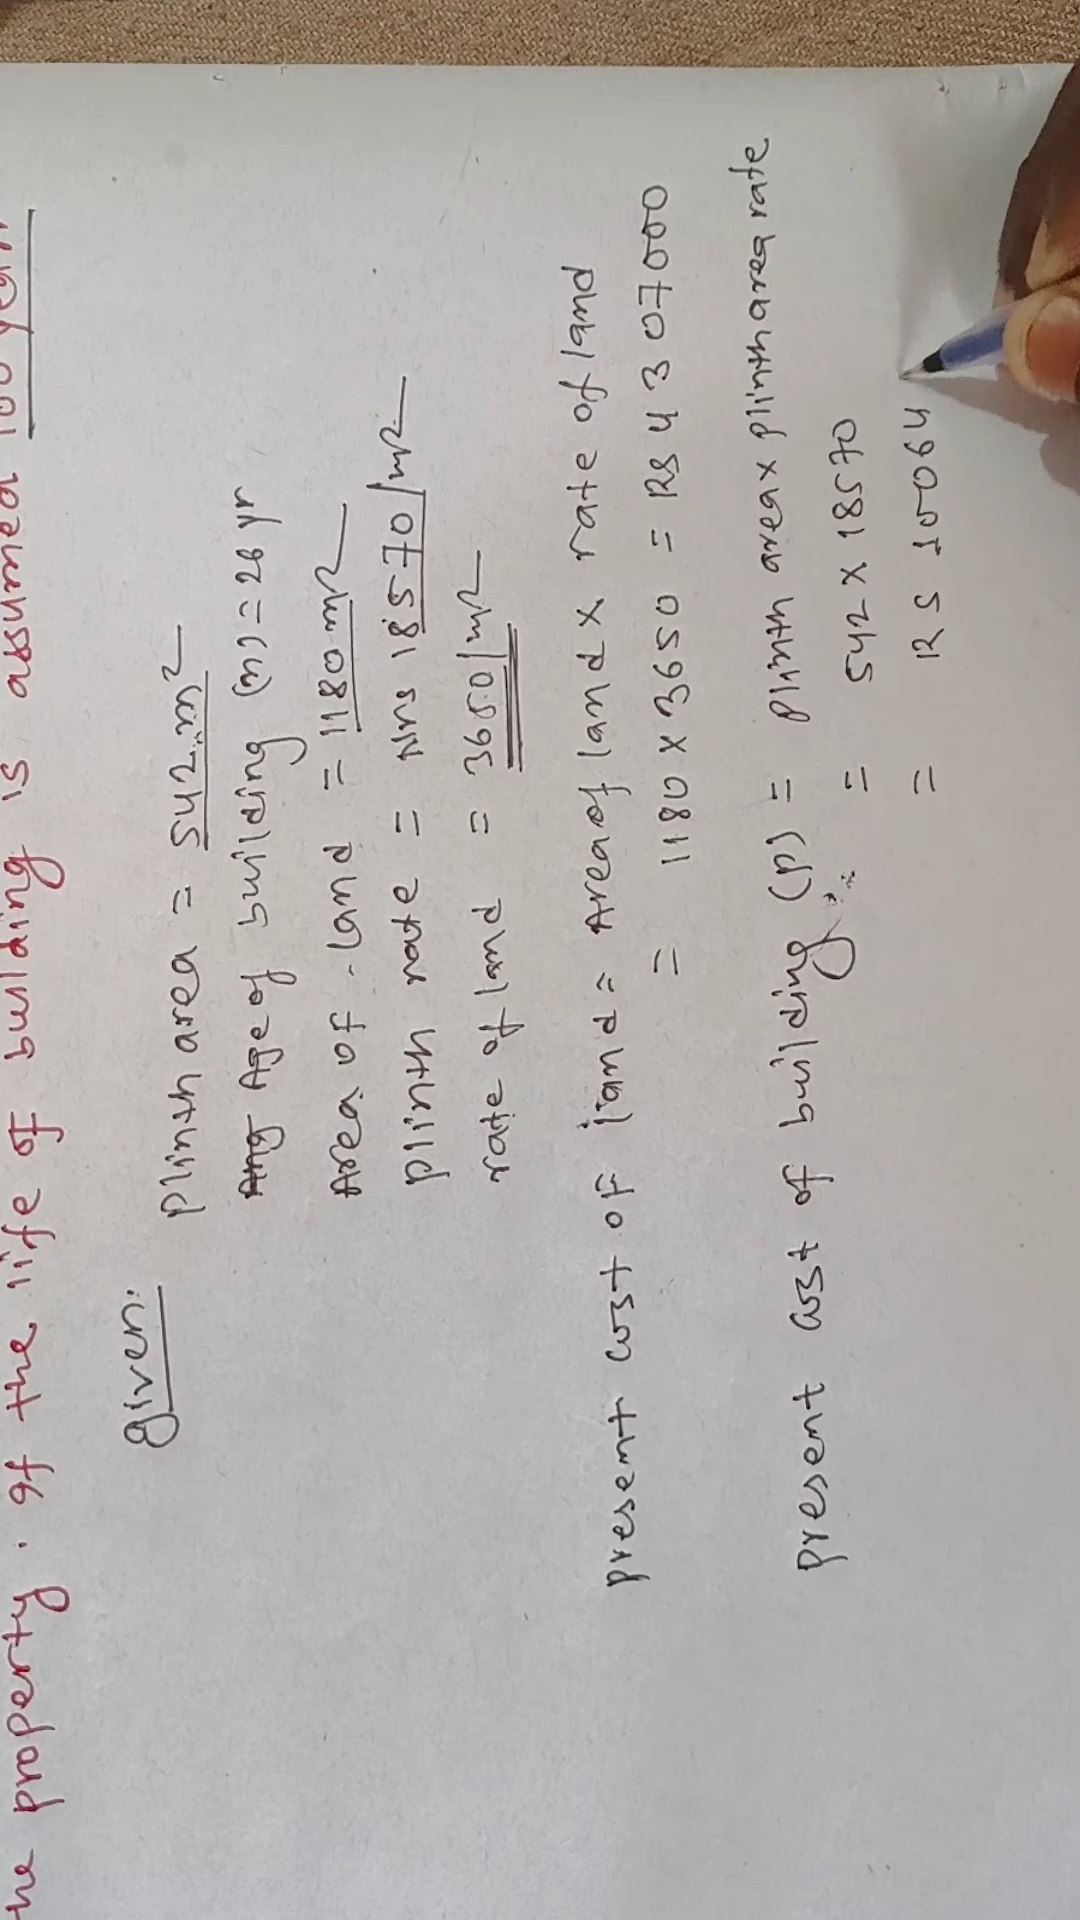 the property. If the life of building is assumed 100 year
Given:
Plinth area = 542 m²
Age of building (n) = 28 yr
Area of land = 1180 m²
plinth rate = Nrs 18570/m²
rate of land = 3650/m²
present cost of land = Area of land x rate of land
= 1180 x 3650 = Rs 4307000
present cost of building (P) = plinth area x plinth area rate
= 542 x 18570
= RS 10064